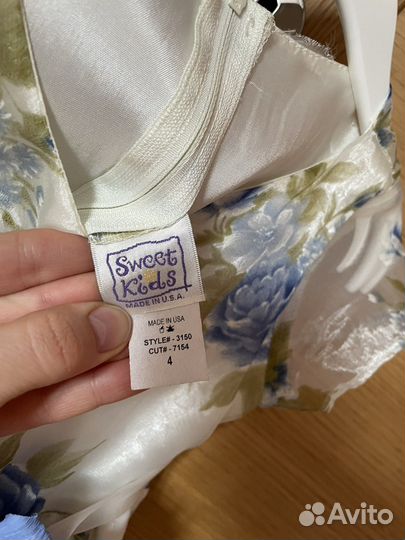 Sweet
Kids
MADE IN U.S.A.
MADE IN USA
STYLE# - 3150
CUT# - 7154
4
Avito